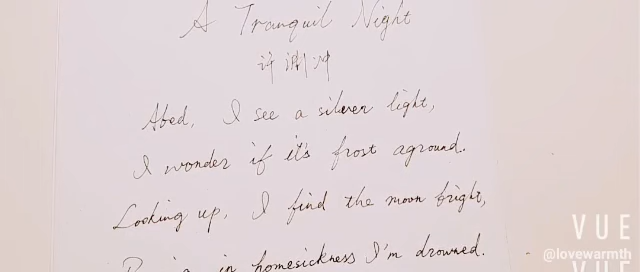 A Tranquil Night
许渊冲
Abed, I see a silver light,
I wonder if it's frost aground.
Looking up, I find the moon bright,
in homesickness I'm drowned.
VUE
@lovewarmth
VUE